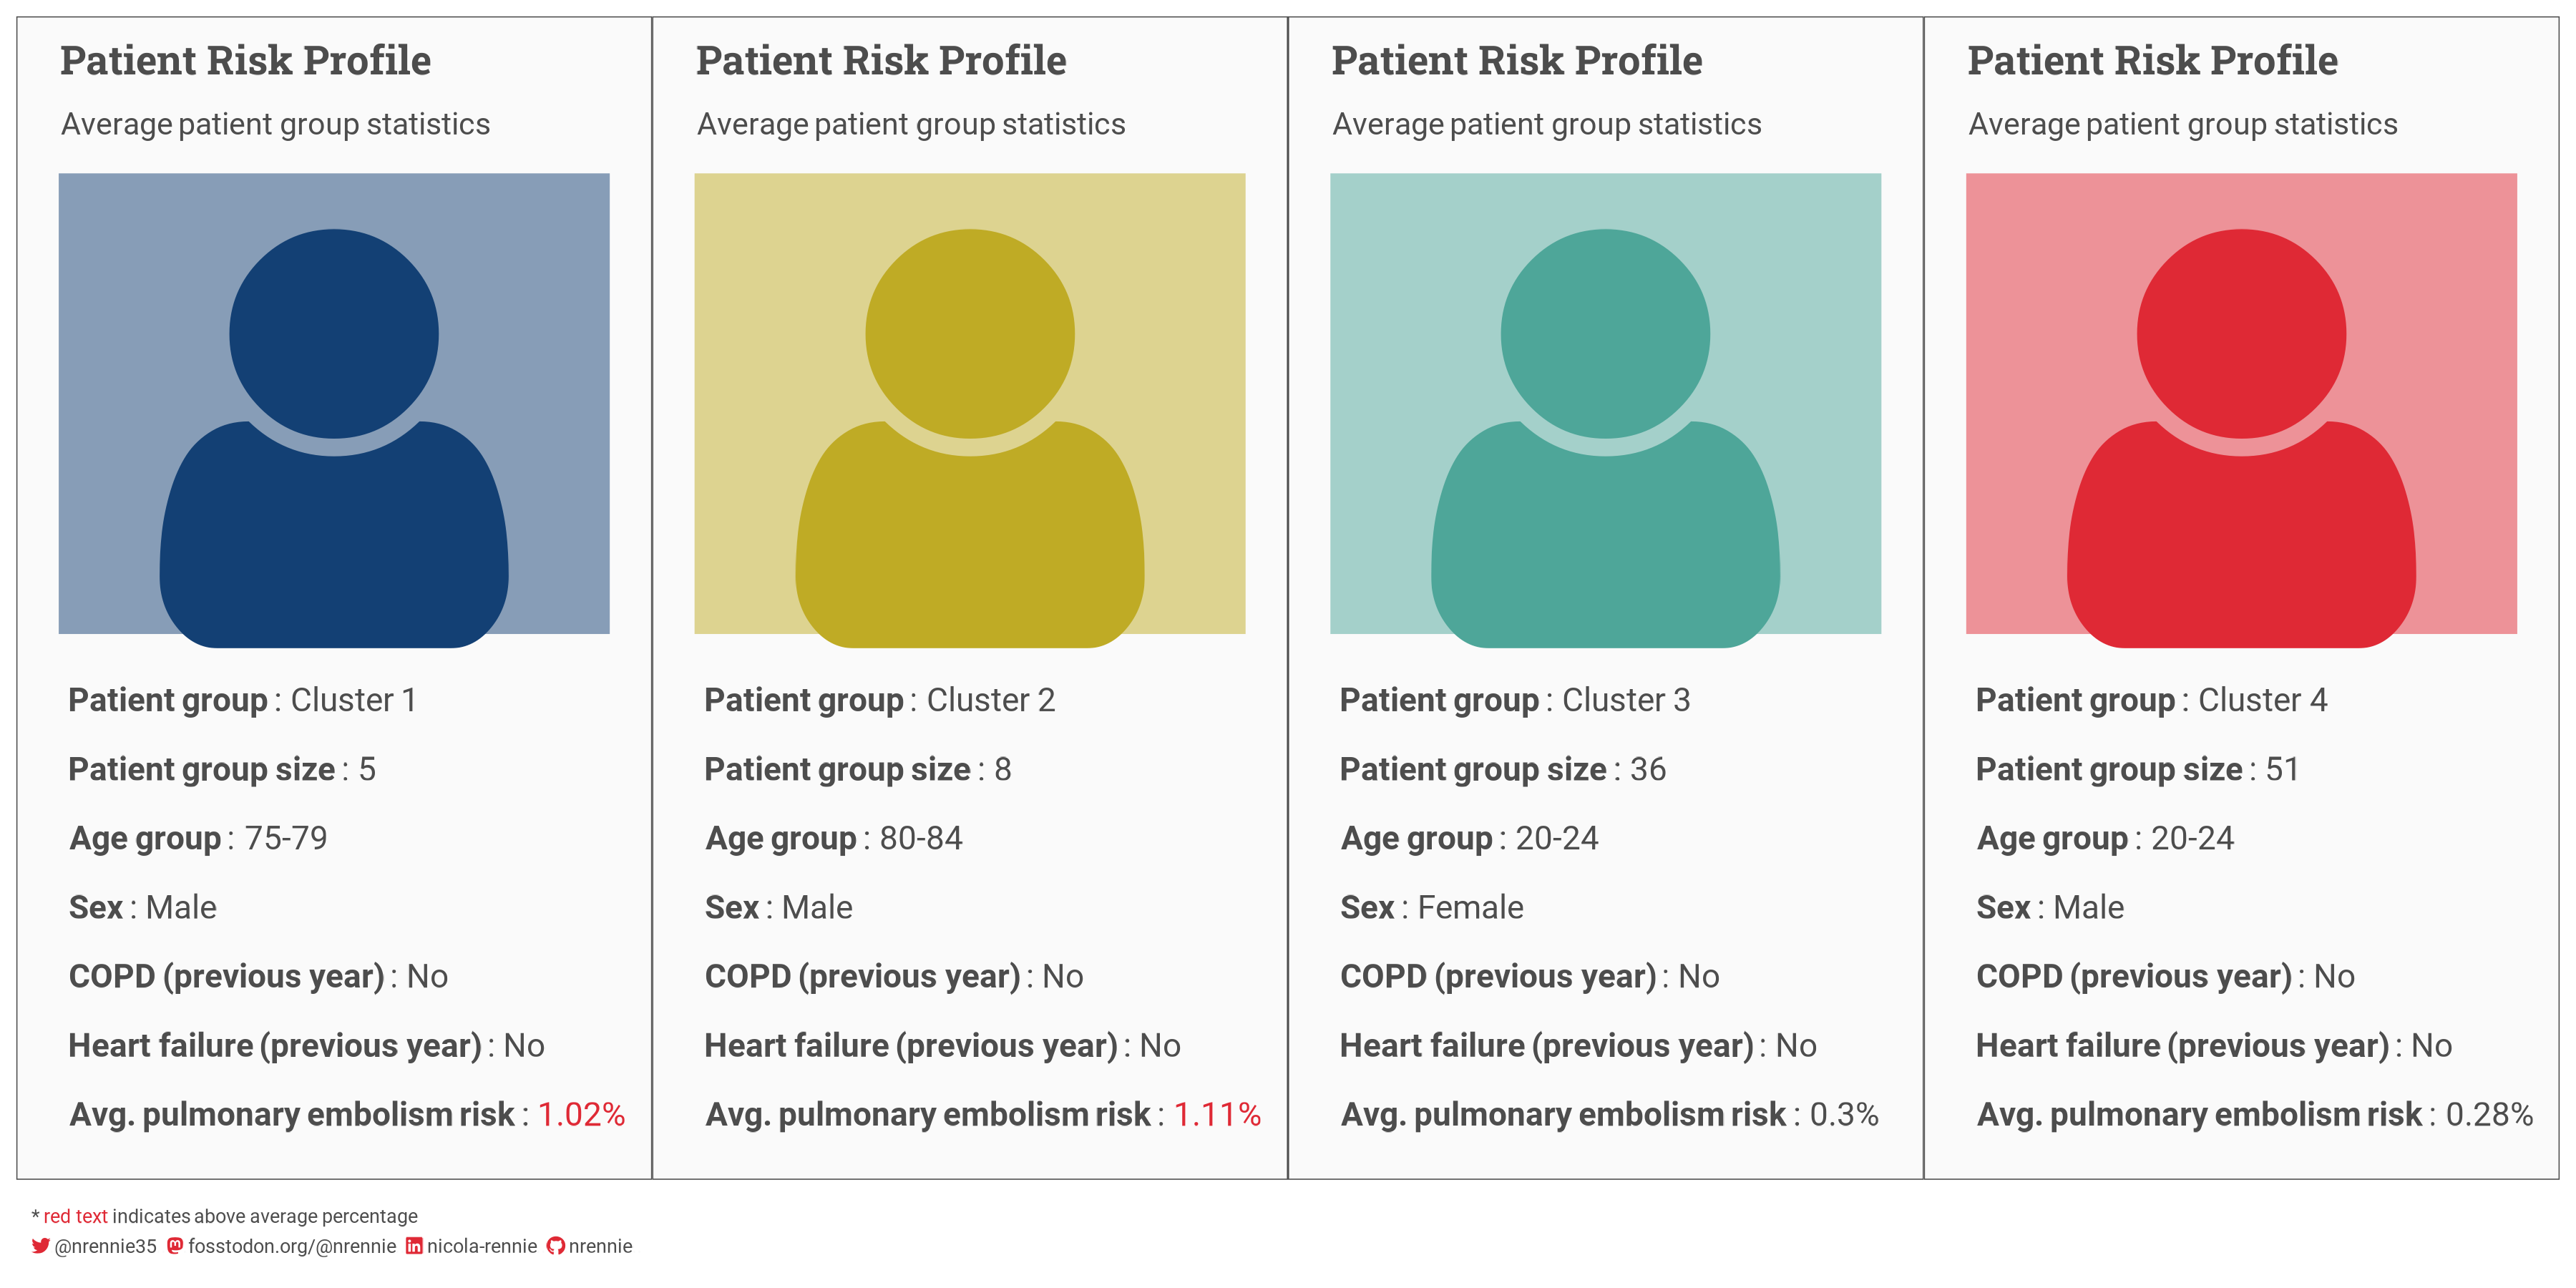 Patient Risk Profile
Average patient group statistics
Patient group : Cluster 1
Patient group size : 5
Age group : 75-79
Sex : Male
COPD (previous year) : No
Heart failure (previous year) : No
Avg. pulmonary embolism risk : 1.02%
Patient Risk Profile
Average patient group statistics
Patient group : Cluster 2
Patient group size : 8
Age group : 80-84
Sex : Male
COPD (previous year) : No
Heart failure (previous year) : No
Avg. pulmonary embolism risk : 1.11%
Patient Risk Profile
Average patient group statistics
Patient group : Cluster 3
Patient group size : 36
Age group : 20-24
Sex : Female
COPD (previous year) : No
Heart failure (previous year) : No
Avg. pulmonary embolism risk : 0.3%
Patient Risk Profile
Average patient group statistics
Patient group : Cluster 4
Patient group size : 51
Age group : 20-24
Sex : Male
COPD (previous year) : No
Heart failure (previous year) : No
Avg. pulmonary embolism risk : 0.28%
* red text indicates above average percentage
@nrennie35 fosstodon.org/@nrennie nicola-rennie nrennie